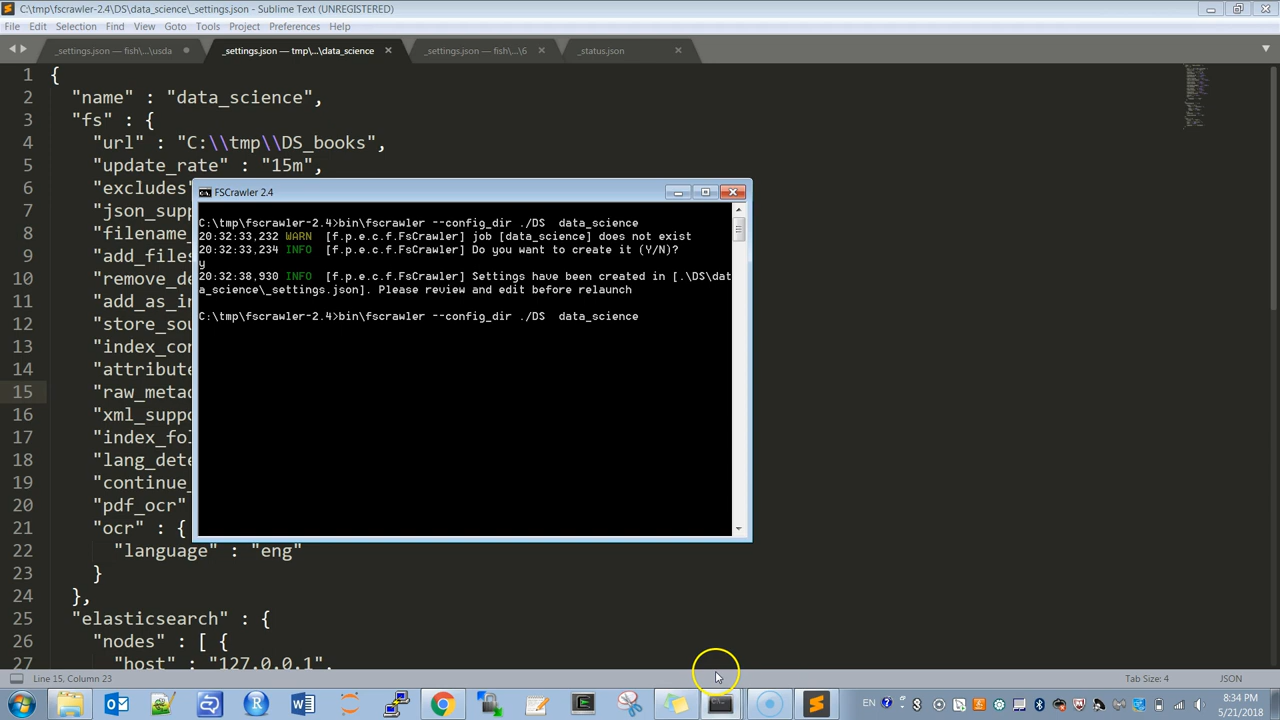 C:\tmp\fscrawler-2.4\DS\data_science\_settings.json - Sublime Text (UNREGISTERED)
File Edit Selection Find View Goto Tools Project Preferences Help
_settings.json — fish\...\usda
_settings.json — tmp\...\data_science
_settings.json — fish\...\6
_status.json
1 {
2 "name" : "data_science",
3 "fs" : {
4 "url" : "C:\\tmp\\DS_books",
5 "update_rate" : "15m",
6 "excludes"
7 "json_supp
8 "filename_
9 "add_files
10 "remove_de
11 "add_as_in
12 "store_sou
13 "index_con
14 "attribute
15 "raw_metad
16 "xml_suppo
17 "index_fol
18 "lang_dete
19 "continue_
20 "pdf_ocr"
21 "ocr" : {
22 "language" : "eng"
23 }
24 },
25 "elasticsearch" : {
26 "nodes" : [ {
27 "host" : "127.0.0.1",
FSCrawler 2.4
C:\tmp\fscrawler-2.4>bin\fscrawler --config_dir ./DS data_science
20:32:33,232 WARN [f.p.e.c.f.FsCrawler] job [data_science] does not exist
20:32:33,234 INFO [f.p.e.c.f.FsCrawler] Do you want to create it (Y/N)?
y
20:32:38,930 INFO [f.p.e.c.f.FsCrawler] Settings have been created in [.\DS\dat
a_science\_settings.json]. Please review and edit before relaunch
C:\tmp\fscrawler-2.4>bin\fscrawler --config_dir ./DS data_science
Line 15, Column 23
Tab Size: 4
JSON
EN
8:34 PM
5/21/2018